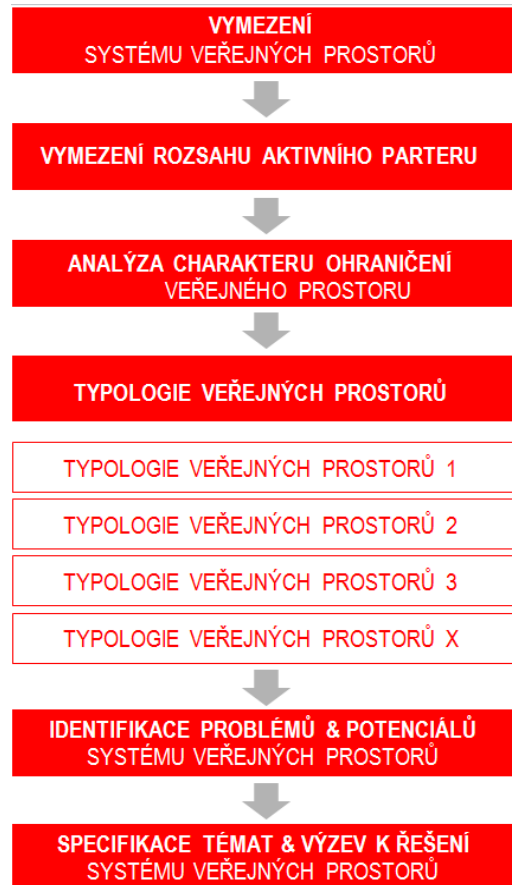 VYMEZENÍ
SYSTÉMU VEŘEJNÝCH PROSTORŮ
VYMEZENÍ ROZSAHU AKTIVNÍHO PARTERU
ANALÝZA CHARAKTERU OHRANIČENÍ
VEŘEJNÉHO PROSTORU
TYPOLOGIE VEŘEJNÝCH PROSTORŮ
TYPOLOGIE VEŘEJNÝCH PROSTORŮ 1
TYPOLOGIE VEŘEJNÝCH PROSTORŮ 2
TYPOLOGIE VEŘEJNÝCH PROSTORŮ 3
TYPOLOGIE VEŘEJNÝCH PROSTORŮ X
IDENTIFIKACE PROBLÉMŮ & POTENCIÁLŮ
SYSTÉMU VEŘEJNÝCH PROSTORŮ
SPECIFIKACE TÉMAT & VÝZEV K ŘEŠENÍ
SYSTÉMU VEŘEJNÝCH PROSTORŮ